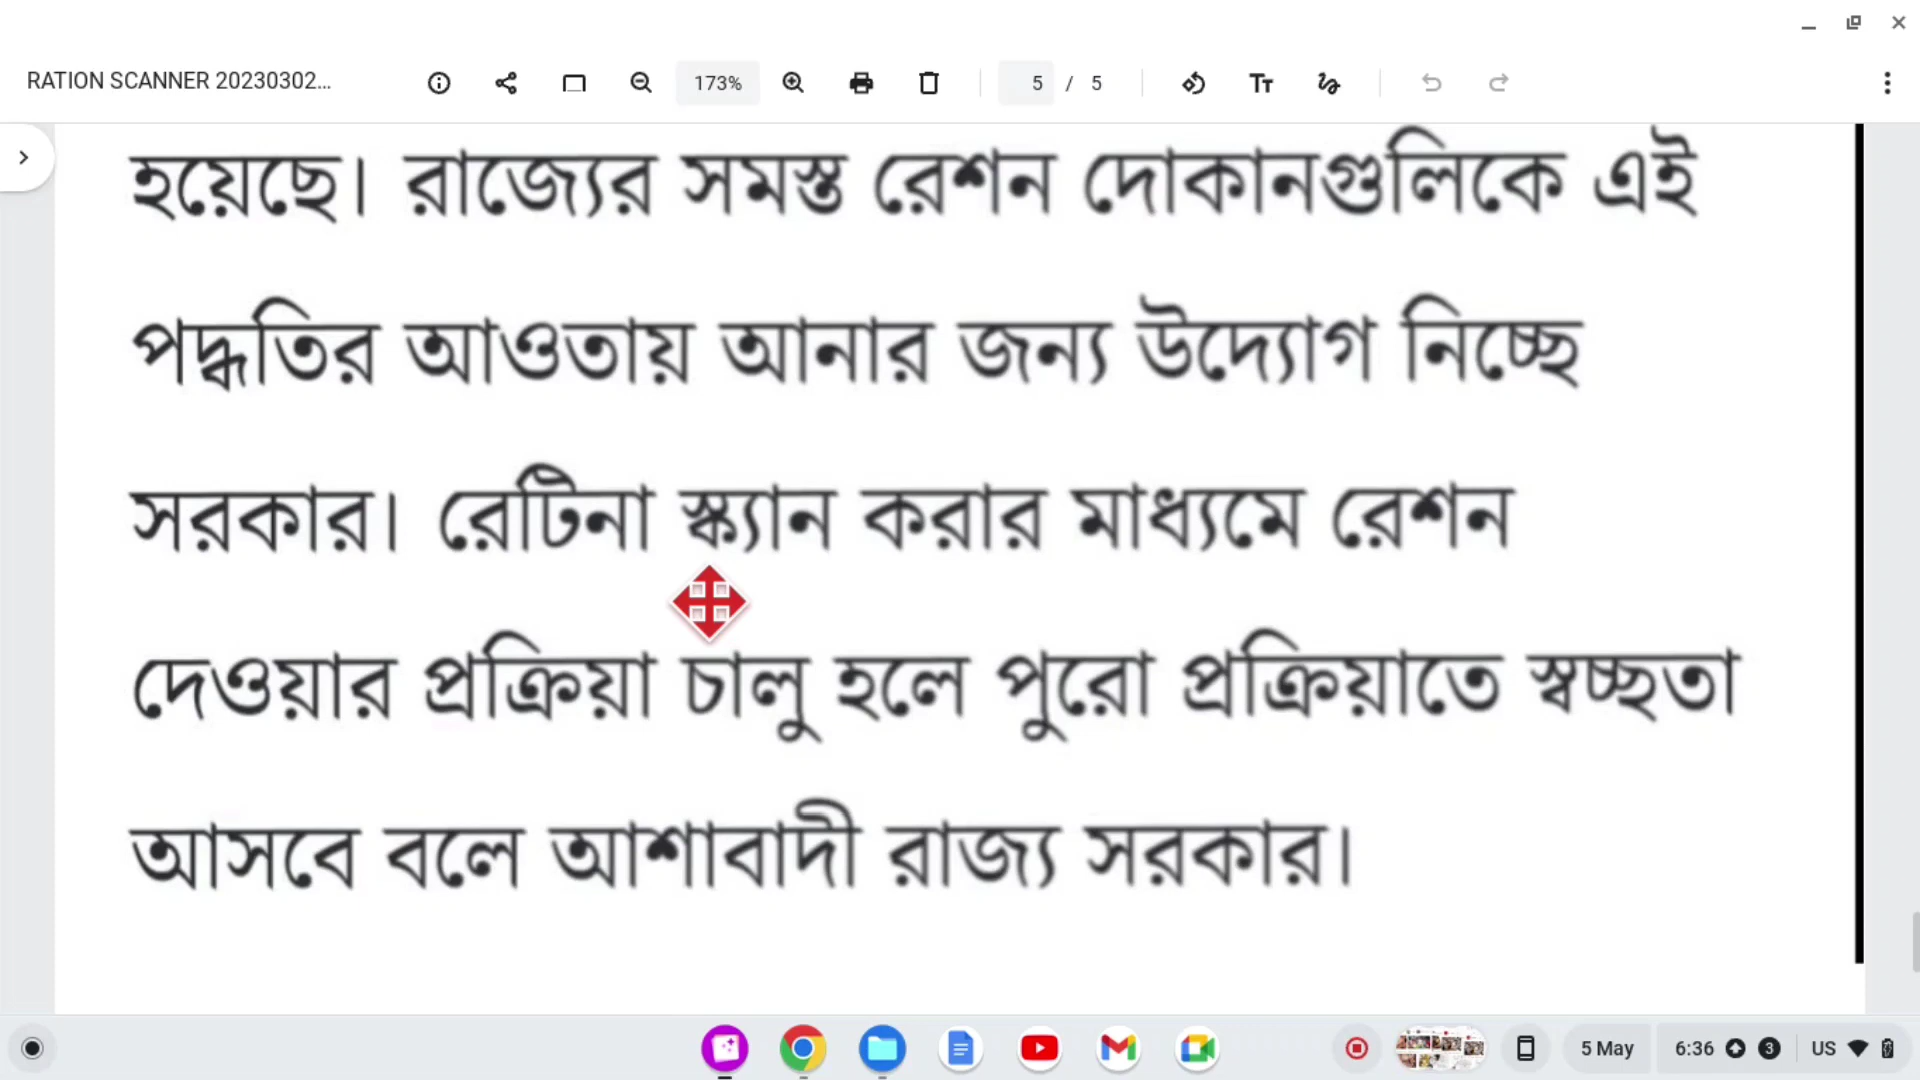 RATION SCANNER 20230302...
173%
5 / 5
হয়েছে। রাজ্যের সমস্ত রেশন দোকানগুলিকে এই
পদ্ধতির আওতায় আনার জন্য উদ্যোগ নিচ্ছে
সরকার। রেটিনা স্ক্যান করার মাধ্যমে রেশন
দেওয়ার প্রক্রিয়া চালু হলে পুরো প্রক্রিয়াতে স্বচ্ছতা
আসবে বলে আশাবাদী রাজ্য সরকার।
5 May 6:36 3 US